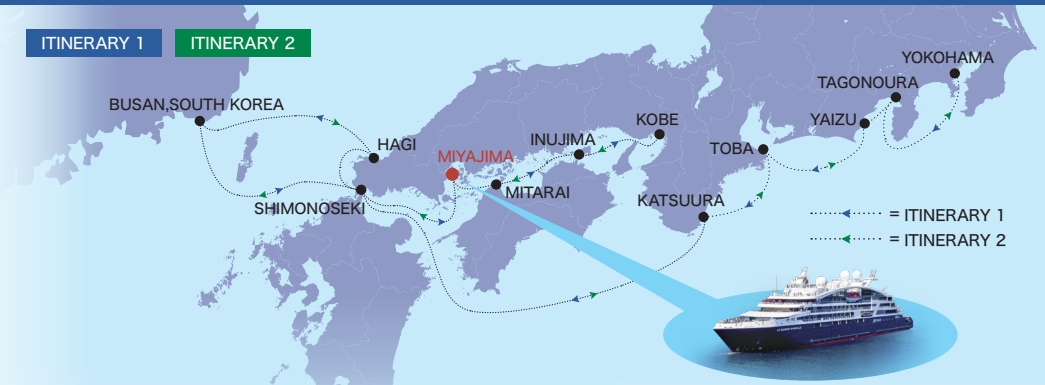 ITINERARY 1
ITINERARY 2
YOKOHAMA
TAGONOURA
BUSAN,SOUTH KOREA
KOBE
YAIZU
INUJIMA
HAGI
TOBA
MIYAJIMA
MITARAI
KATSUURA
SHIMONOSEKI
= ITINERARY 1
= ITINERARY 2